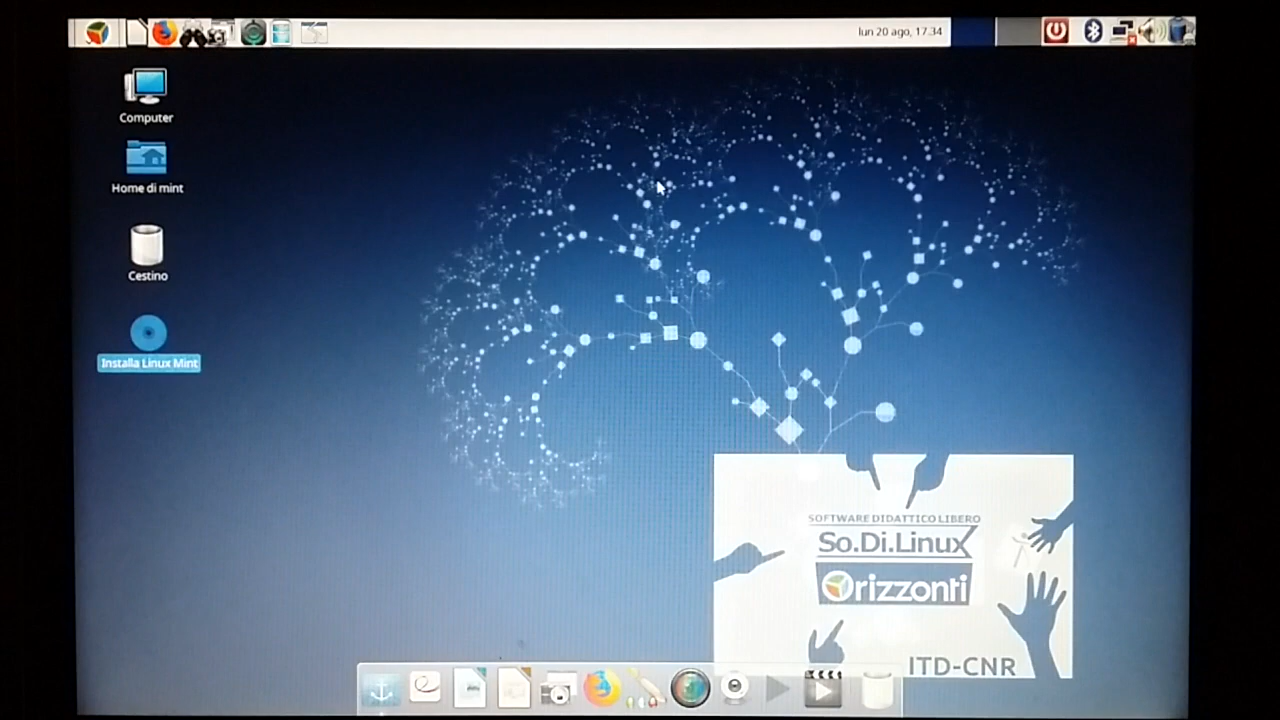 lun 20 ago, 17.34
Computer
Home di mint
Cestino
Installa Linux Mint
SOFTWARE DIDATTICO LIBERO
So.Di.Linux
Orizzonti
ITD-CNR